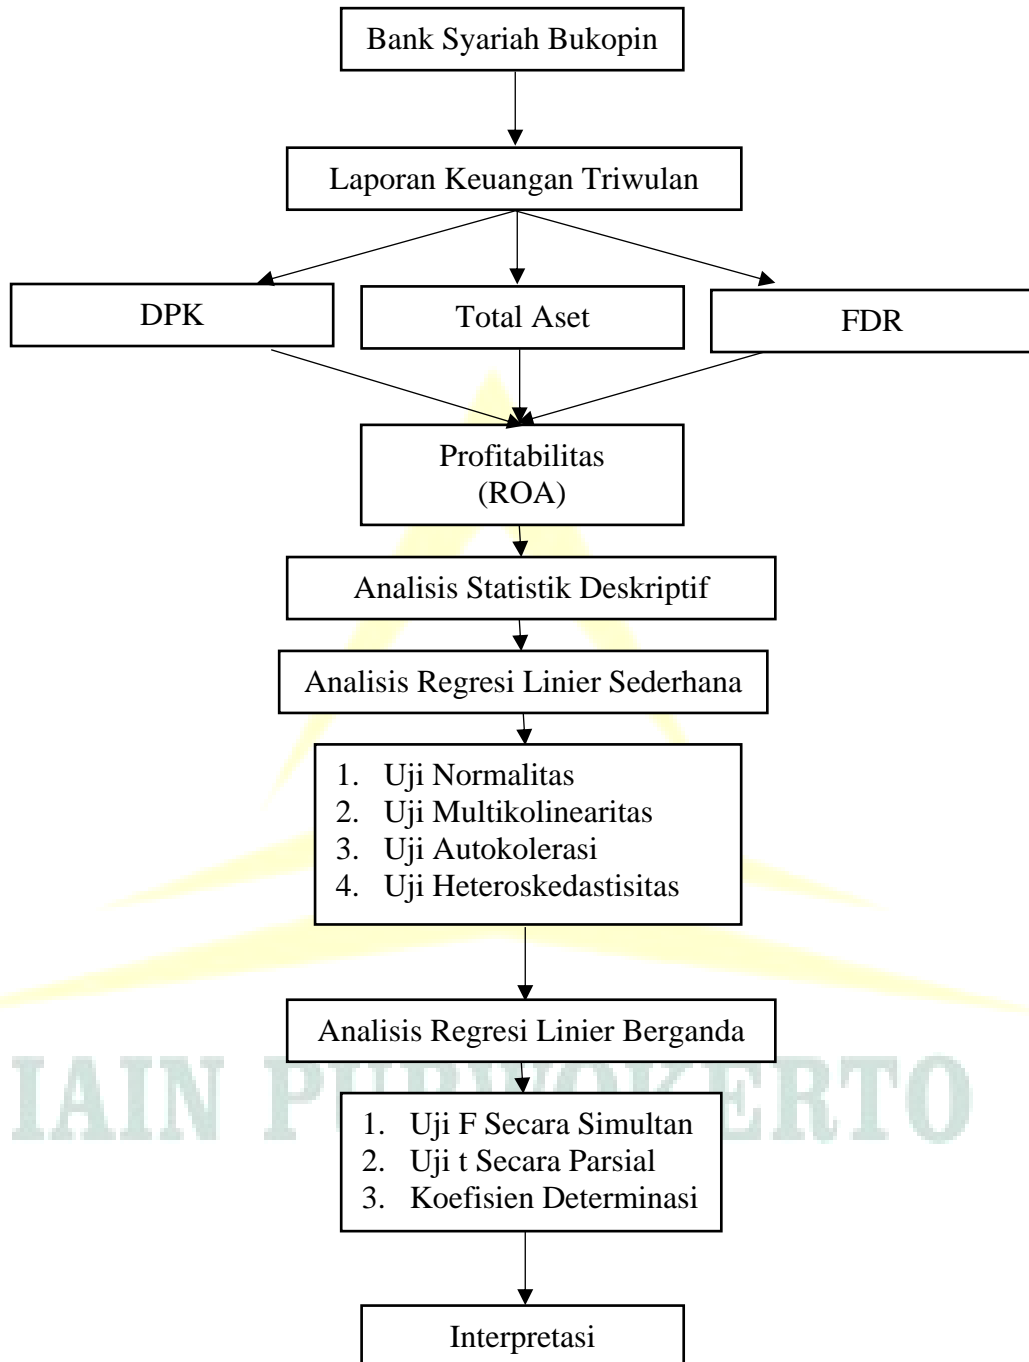 Bank Syariah Bukopin
Laporan Keuangan Triwulan
DPK
Total Aset
FDR
Profitabilitas
(ROA)
Analisis Statistik Deskriptif
Analisis Regresi Linier Sederhana
1. Uji Normalitas
2. Uji Multikolinearitas
3. Uji Autokolerasi
4. Uji Heteroskedastisitas
Analisis Regresi Linier Berganda
IAIN PURWOKERTO
1. Uji F Secara Simultan
2. Uji t Secara Parsial
3. Koefisien Determinasi
Interpretasi